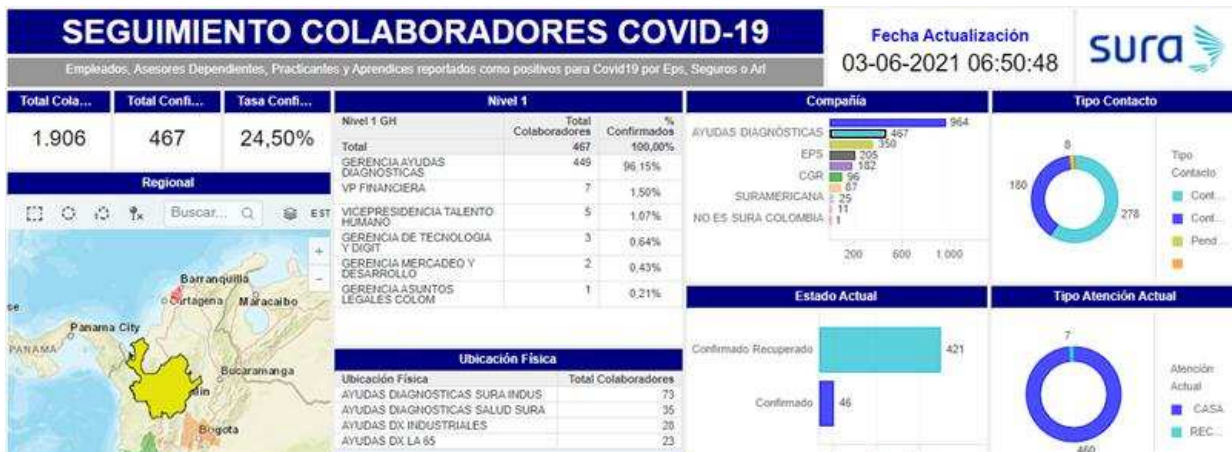 SEGUIMIENTO COLABORADORES COVID-19
Empleados, Asesores Dependientes, Practicantes y Aprendices reportados como positivos para Covid19 por Eps, Seguros o Arl
Fecha Actualización
03-06-2021 06:50:48
sura
Total Cola...
Total Confi...
Tasa Confi...
1.906
467
24,50%
Regional
Buscar...
EST
+
−
Barranquilla
Cartagena
Maracaibo
Panama City
PANAMA
Bucaramanga
Bogota
Nivel 1
Nivel 1 GH
Total Colaboradores
% Confirmados
Total 467 100,00%
GERENCIA AYUDAS DIAGNOSTICAS 449 96,15%
VP FINANCIERA 7 1,50%
VICEPRESIDENCIA TALENTO HUMANO 5 1,07%
GERENCIA DE TECNOLOGIA Y DIGIT 3 0,64%
GERENCIA MERCADEO Y DESARROLLO 2 0,43%
GERENCIA ASUNTOS LEGALES COLOM 1 0,21%
Ubicación Física
Ubicación Física Total Colaboradores
AYUDAS DIAGNOSTICAS SURA INDUS 73
AYUDAS DIAGNOSTICAS SALUD SURA 35
AYUDAS DX INDUSTRIALES 28
AYUDAS DX LA 65 23
Compañía
964
AYUDAS DIAGNÓSTICAS 467
350
EPS 205
182
CGR 96
87
SURAMERICANA 25
11
NO ES SURA COLOMBIA 1
200 600 1.000
Estado Actual
Confirmado Recuperado 421
Confirmado 46
Tipo Contacto
8
180
278
Tipo Contacto
Cont...
Cont...
Pend...
Tipo Atención Actual
7
460
Atención Actual
CASA
REC...